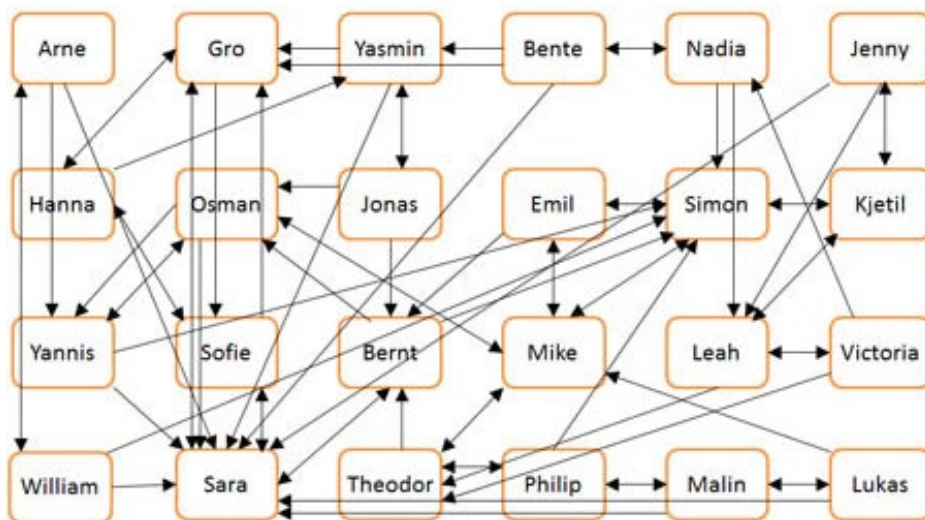 Arne Gro Yasmin Bente Nadia Jenny
Hanna Osman Jonas Emil Simon Kjetil
Yannis Sofie Bernt Mike Leah Victoria
William Sara Theodor Philip Malin Lukas